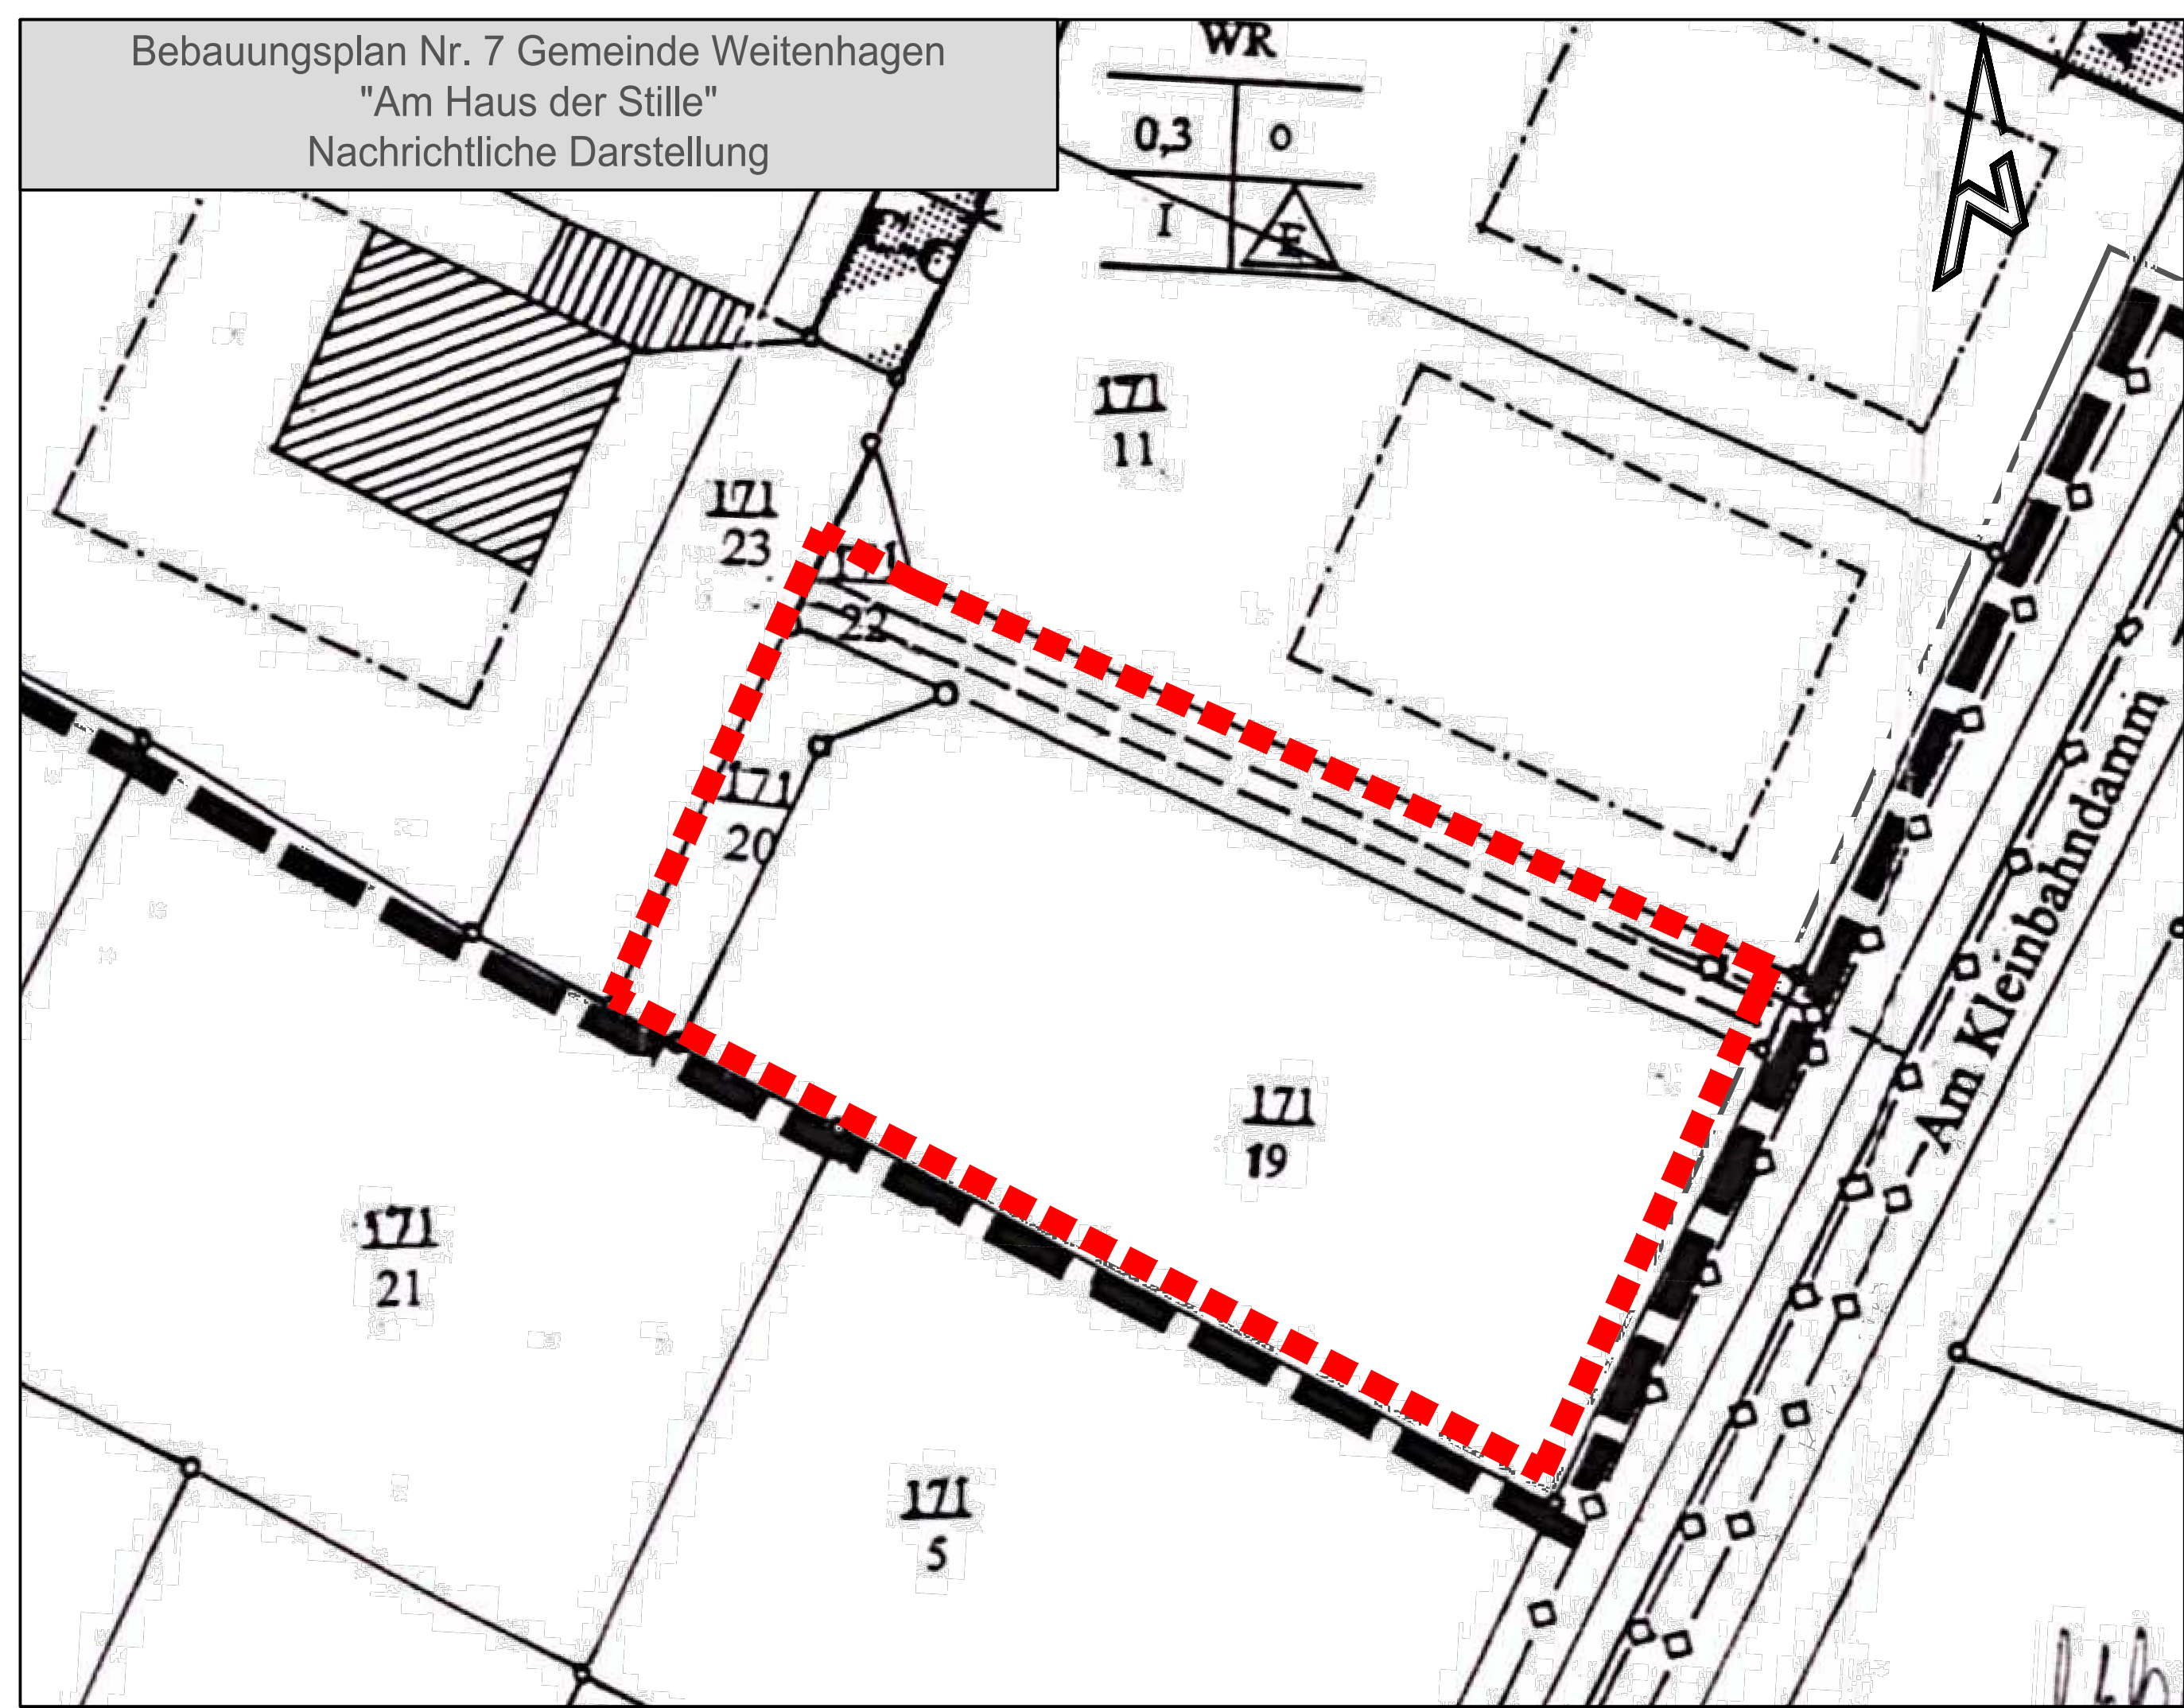 Bebauungsplan Nr. 7 Gemeinde Weitenhagen
"Am Haus der Stille"
Nachrichtliche Darstellung
WR
0,3 o
I E
N
171
11
171
23
171
22
171
20
Am Kleinbahndamm
171
19
171
21
171
5